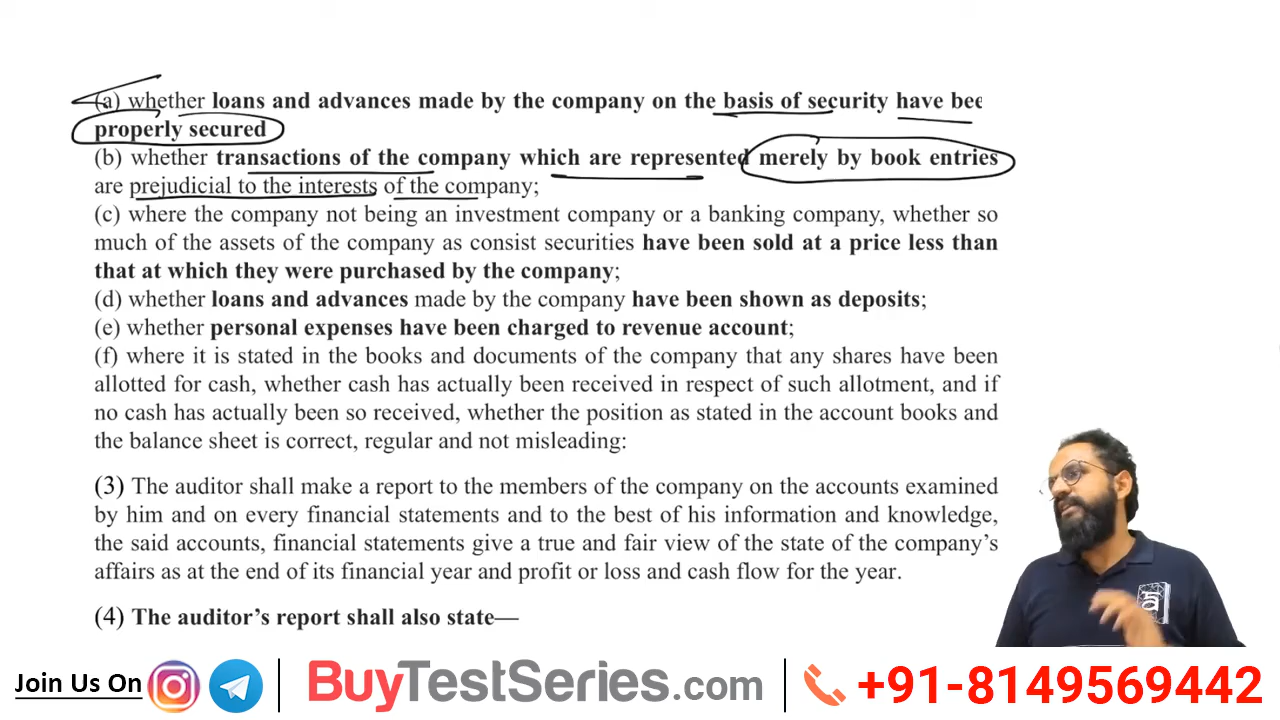 (a) whether loans and advances made by the company on the basis of security have bee
properly secured
(b) whether transactions of the company which are represented merely by book entries
are prejudicial to the interests of the company;
(c) where the company not being an investment company or a banking company, whether so
much of the assets of the company as consist securities have been sold at a price less than
that at which they were purchased by the company;
(d) whether loans and advances made by the company have been shown as deposits;
(e) whether personal expenses have been charged to revenue account;
(f) where it is stated in the books and documents of the company that any shares have been
allotted for cash, whether cash has actually been received in respect of such allotment, and if
no cash has actually been so received, whether the position as stated in the account books and
the balance sheet is correct, regular and not misleading:
(3) The auditor shall make a report to the members of the company on the accounts examined
by him and on every financial statements and to the best of his information and knowledge,
the said accounts, financial statements give a true and fair view of the state of the company's
affairs as at the end of its financial year and profit or loss and cash flow for the year.
(4) The auditor's report shall also state—
Join Us On
BuyTestSeries.com
+91-8149569442